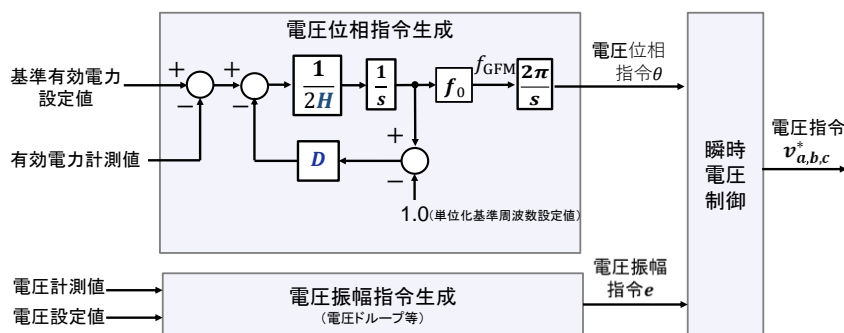 電圧位相指令生成
基準有効電力
設定値
有効電力計測値
+
−
+
−
1
2H
1
s
f₀
f_GFM
2π
s
D
+
−
1.0(単位化基準周波数設定値)
電圧位相
指令θ
瞬時
電圧
制御
電圧指令
v*_a,b,c
電圧計測値
電圧設定値
電圧振幅指令生成
(電圧ドループ等)
電圧振幅
指令e